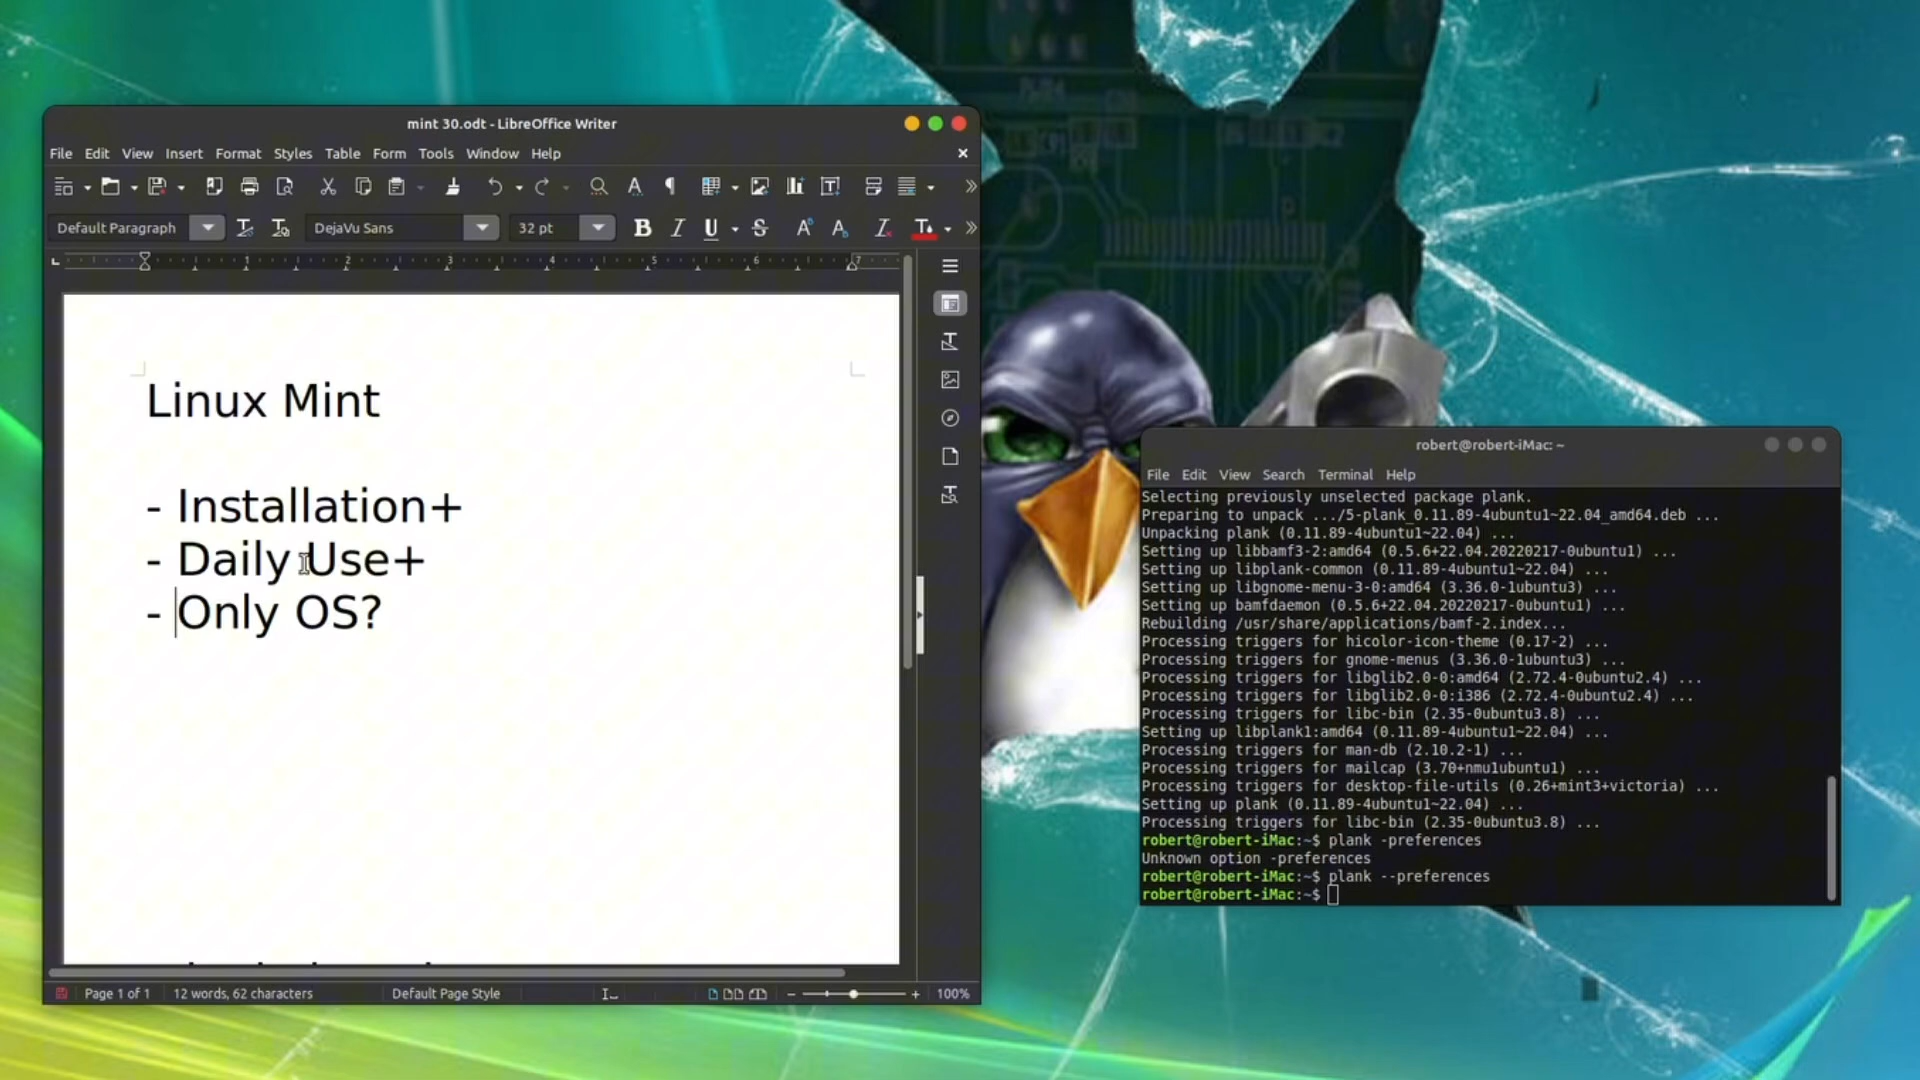 mint 30.odt - LibreOffice Writer
File Edit View Insert Format Styles Table Form Tools Window Help
Default Paragraph DejaVu Sans 32 pt
1 2 3 4 5 6 7
Linux Mint
- Installation+
- Daily Use+
- Only OS?
Page 1 of 1 12 words, 62 characters Default Page Style 100%
robert@robert-iMac: ~
File Edit View Search Terminal Help
Selecting previously unselected package plank.
Preparing to unpack .../5-plank_0.11.89-4ubuntu1~22.04_amd64.deb ...
Unpacking plank (0.11.89-4ubuntu1~22.04) ...
Setting up libbamf3-2:amd64 (0.5.6+22.04.20220217-0ubuntu1) ...
Setting up libplank-common (0.11.89-4ubuntu1~22.04) ...
Setting up libgnome-menu-3-0:amd64 (3.36.0-1ubuntu3) ...
Setting up bamfdaemon (0.5.6+22.04.20220217-0ubuntu1) ...
Rebuilding /usr/share/applications/bamf-2.index...
Processing triggers for hicolor-icon-theme (0.17-2) ...
Processing triggers for gnome-menus (3.36.0-1ubuntu3) ...
Processing triggers for libglib2.0-0:amd64 (2.72.4-0ubuntu2.4) ...
Processing triggers for libglib2.0-0:i386 (2.72.4-0ubuntu2.4) ...
Processing triggers for libc-bin (2.35-0ubuntu3.8) ...
Setting up libplank1:amd64 (0.11.89-4ubuntu1~22.04) ...
Processing triggers for man-db (2.10.2-1) ...
Processing triggers for mailcap (3.70+nmu1ubuntu1) ...
Processing triggers for desktop-file-utils (0.26+mint3+victoria) ...
Setting up plank (0.11.89-4ubuntu1~22.04) ...
Processing triggers for libc-bin (2.35-0ubuntu3.8) ...
robert@robert-iMac:~$ plank -preferences
Unknown option -preferences
robert@robert-iMac:~$ plank --preferences
robert@robert-iMac:~$